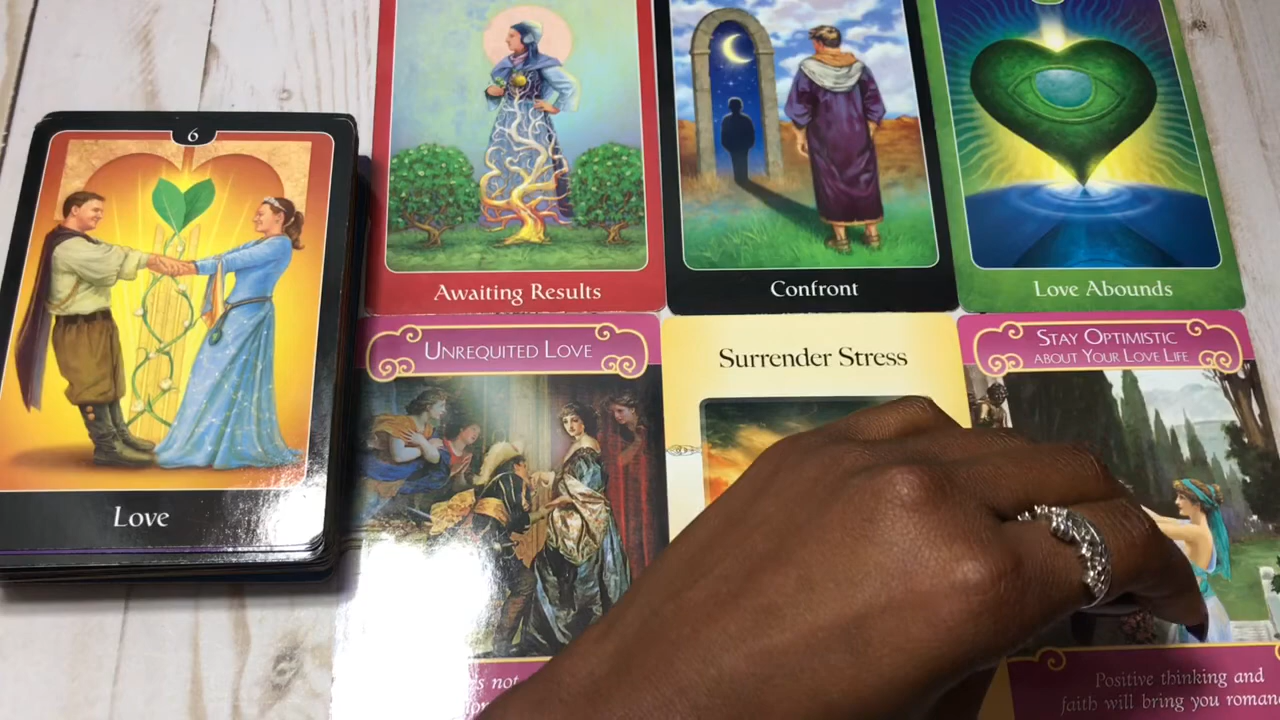 6
Love
Awaiting Results
Confront
Love Abounds
UNREQUITED LOVE
Surrender Stress
STAY OPTIMISTIC
ABOUT YOUR LOVE LIFE
not
Positive thinking and
faith will bring you